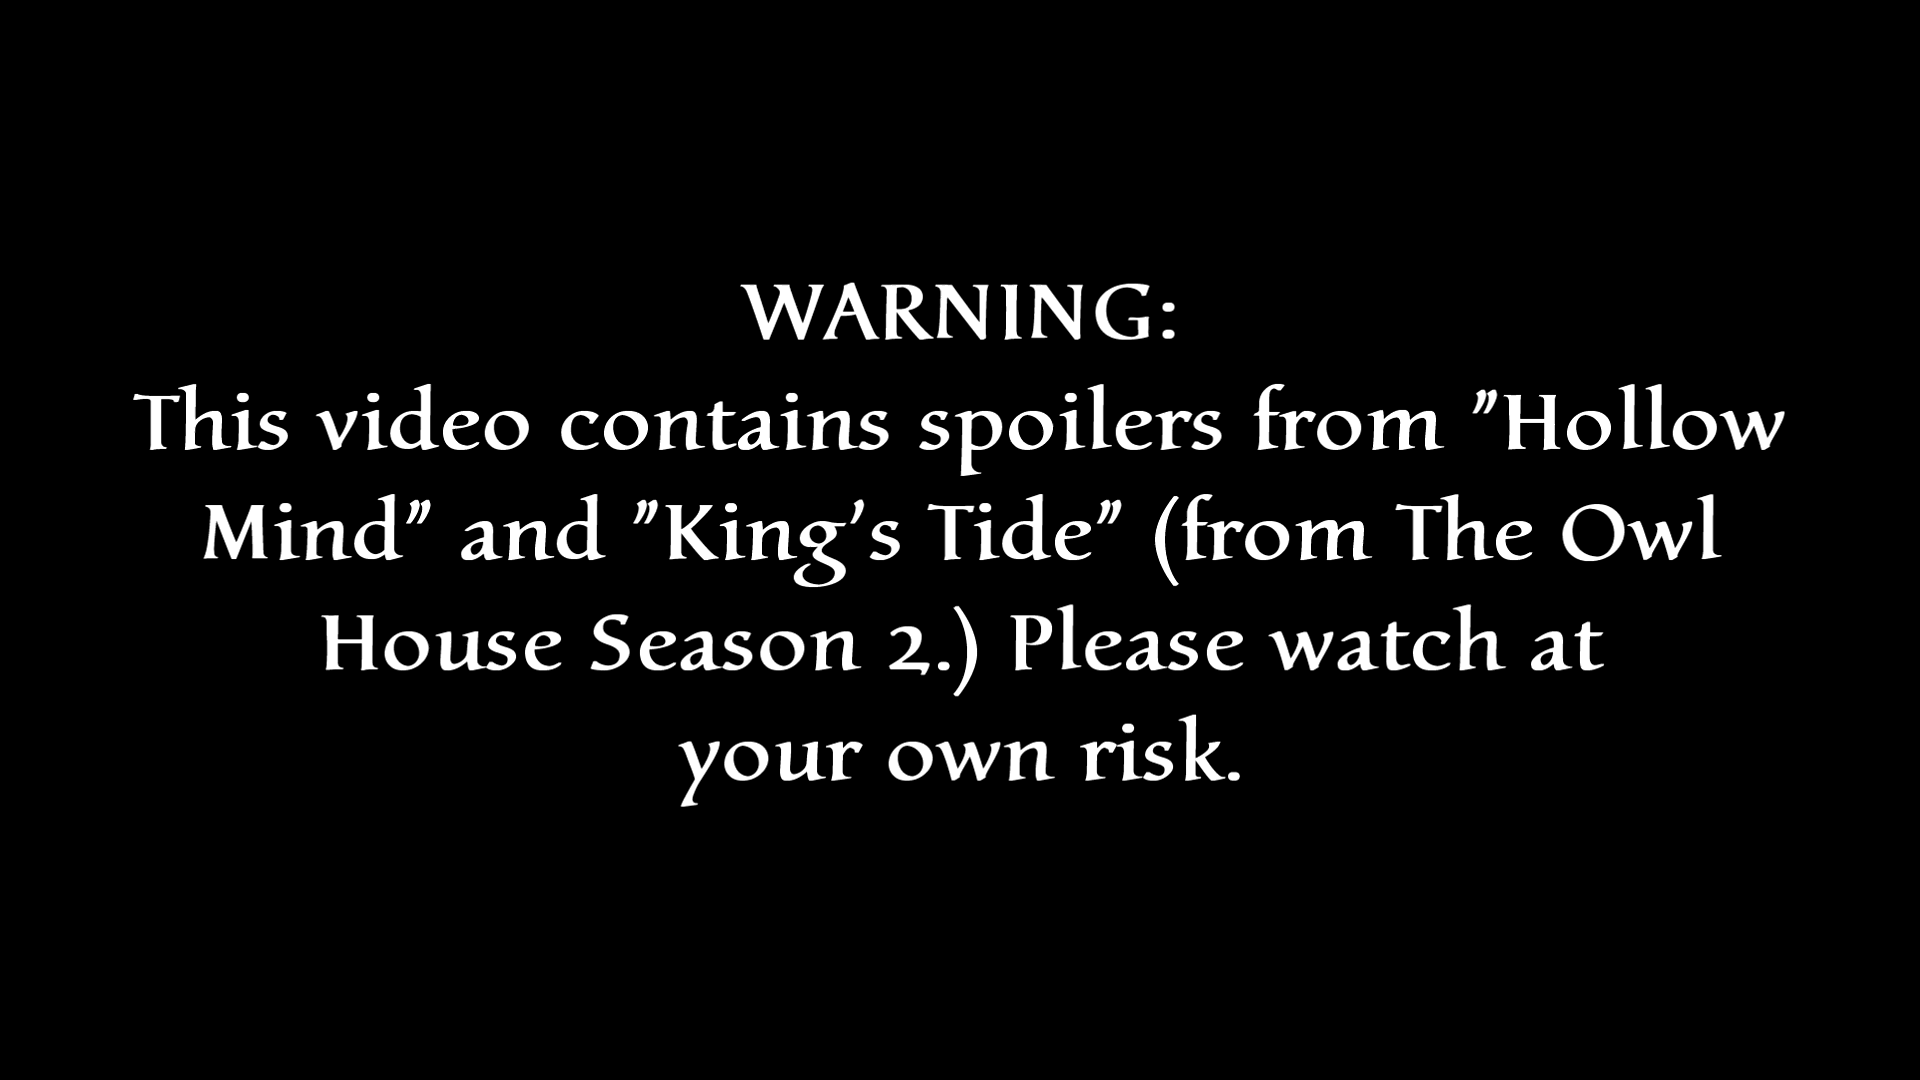 WARNING:
This video contains spoilers from "Hollow
Mind" and "King's Tide" (from The Owl
House Season 2.) Please watch at
your own risk.